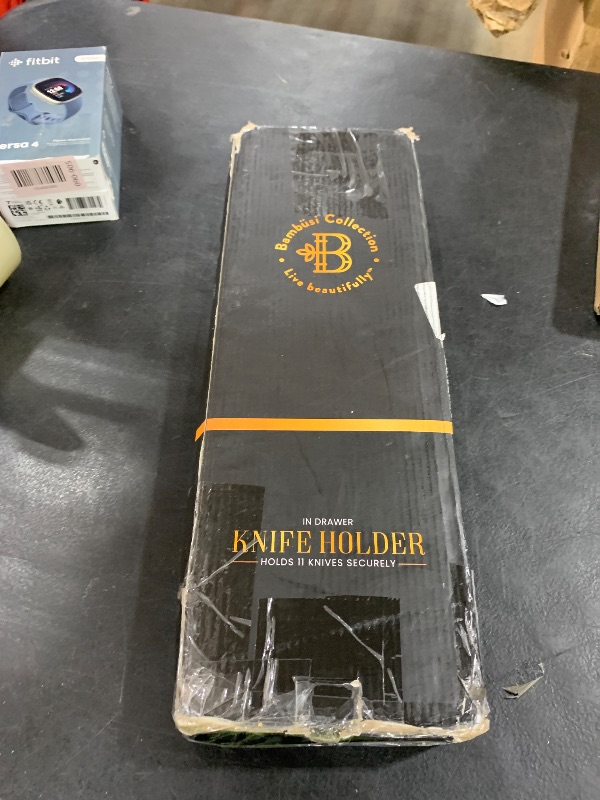 fitbit
ersa 4
Bambüsi Collection
B
Live beautifully™
IN DRAWER
KNIFE HOLDER
HOLDS 11 KNIVES SECURELY